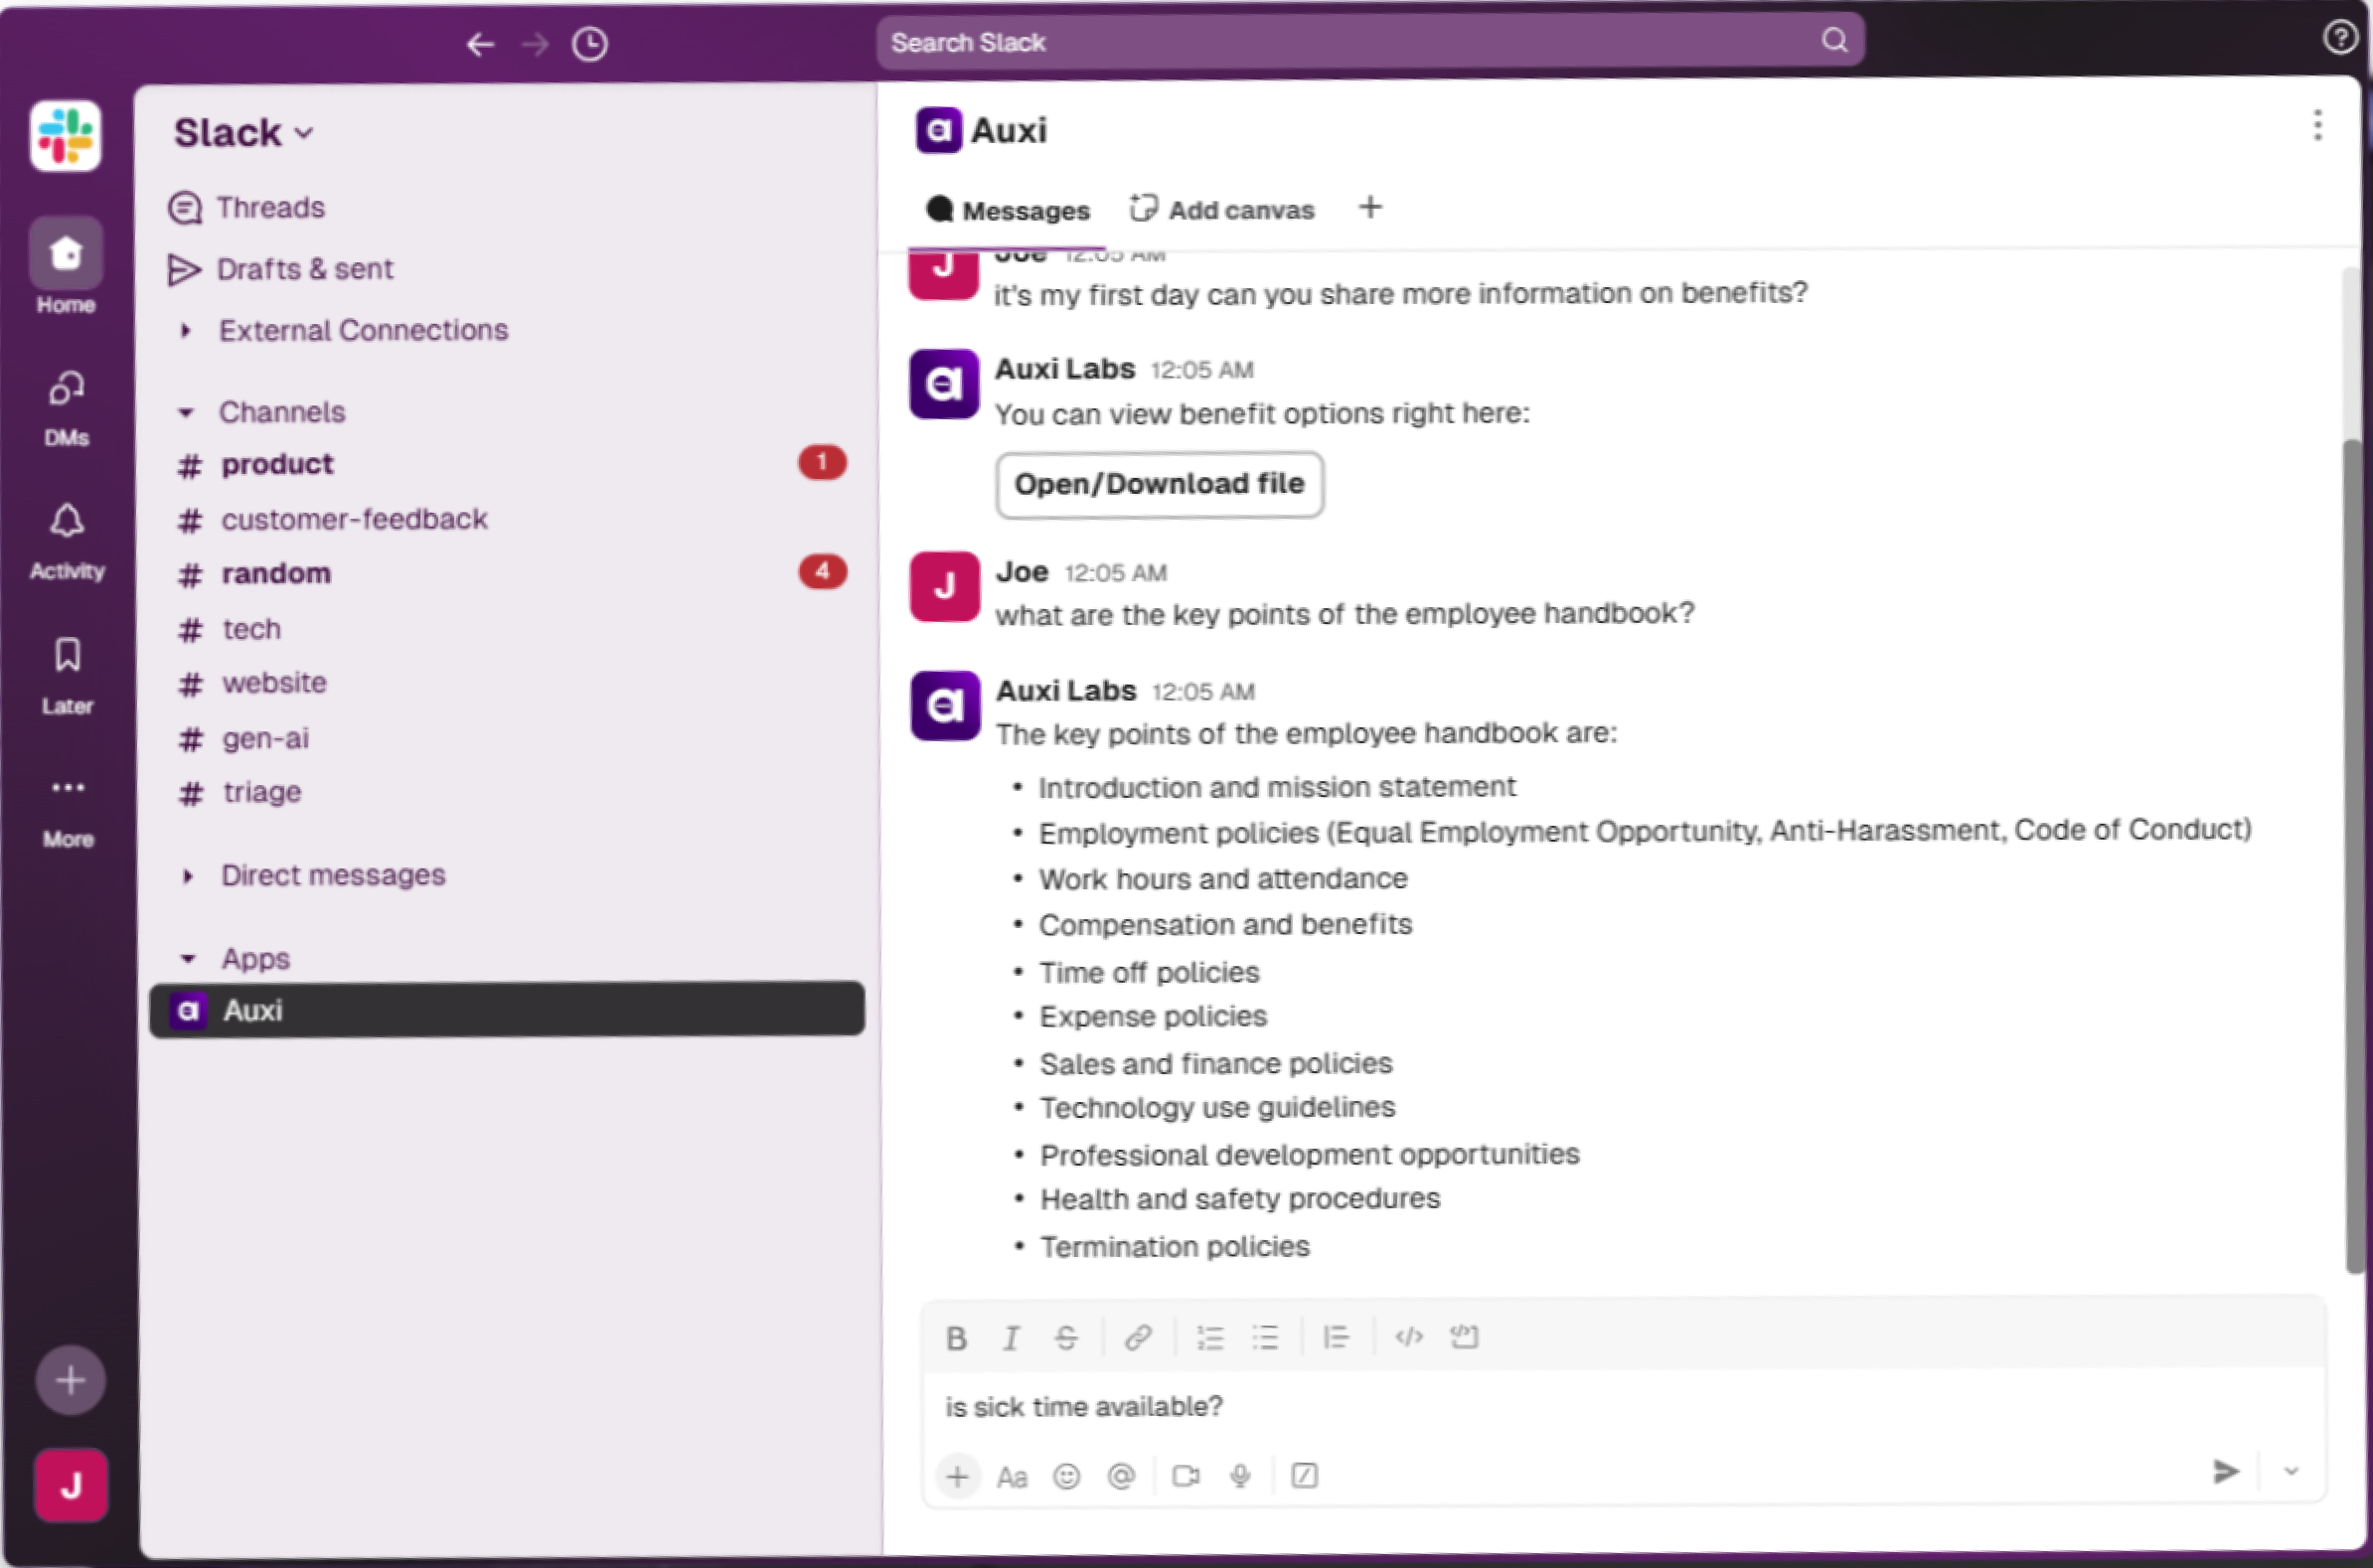 Search Slack
Home
DMs
Activity
Later
More
J
Slack
Threads
Drafts & sent
External Connections
Channels
# product 1
# customer-feedback
# random 4
# tech
# website
# gen-ai
# triage
Direct messages
Apps
a Auxi
a Auxi
Messages Add canvas +
J Joe 12:05 AM
it's my first day can you share more information on benefits?
a Auxi Labs 12:05 AM
You can view benefit options right here:
Open/Download file
J Joe 12:05 AM
what are the key points of the employee handbook?
a Auxi Labs 12:05 AM
The key points of the employee handbook are:
• Introduction and mission statement
• Employment policies (Equal Employment Opportunity, Anti-Harassment, Code of Conduct)
• Work hours and attendance
• Compensation and benefits
• Time off policies
• Expense policies
• Sales and finance policies
• Technology use guidelines
• Professional development opportunities
• Health and safety procedures
• Termination policies
B I S
is sick time available?
+ Aa @